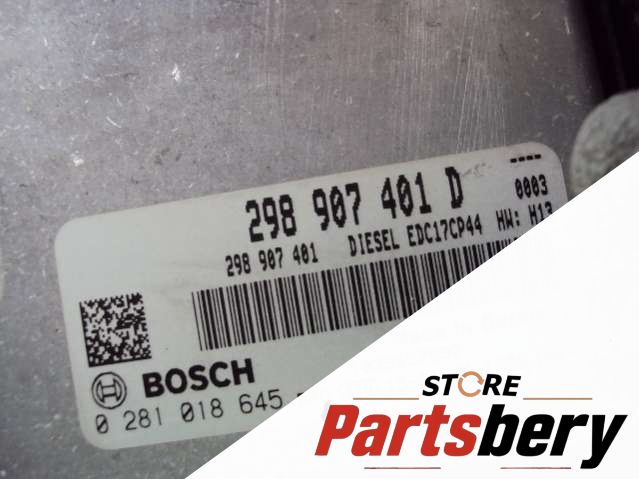 ----
298 907 401 D 0003
298 907 401 DIESEL EDC17CP44 HW: H13
BOSCH
0 281 018 645
STORE
Partsbery